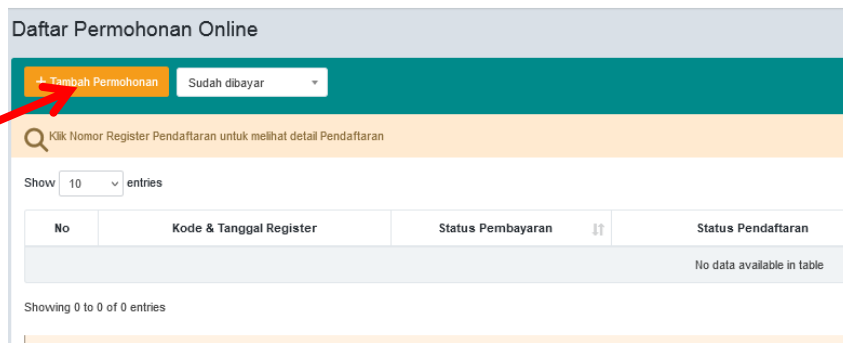 Daftar Permohonan Online
+ Tambah Permohonan Sudah dibayar
Klik Nomor Register Pendaftaran untuk melihat detail Pendaftaran
Show 10 entries
No Kode & Tanggal Register Status Pembayaran Status Pendaftaran
No data available in table
Showing 0 to 0 of 0 entries